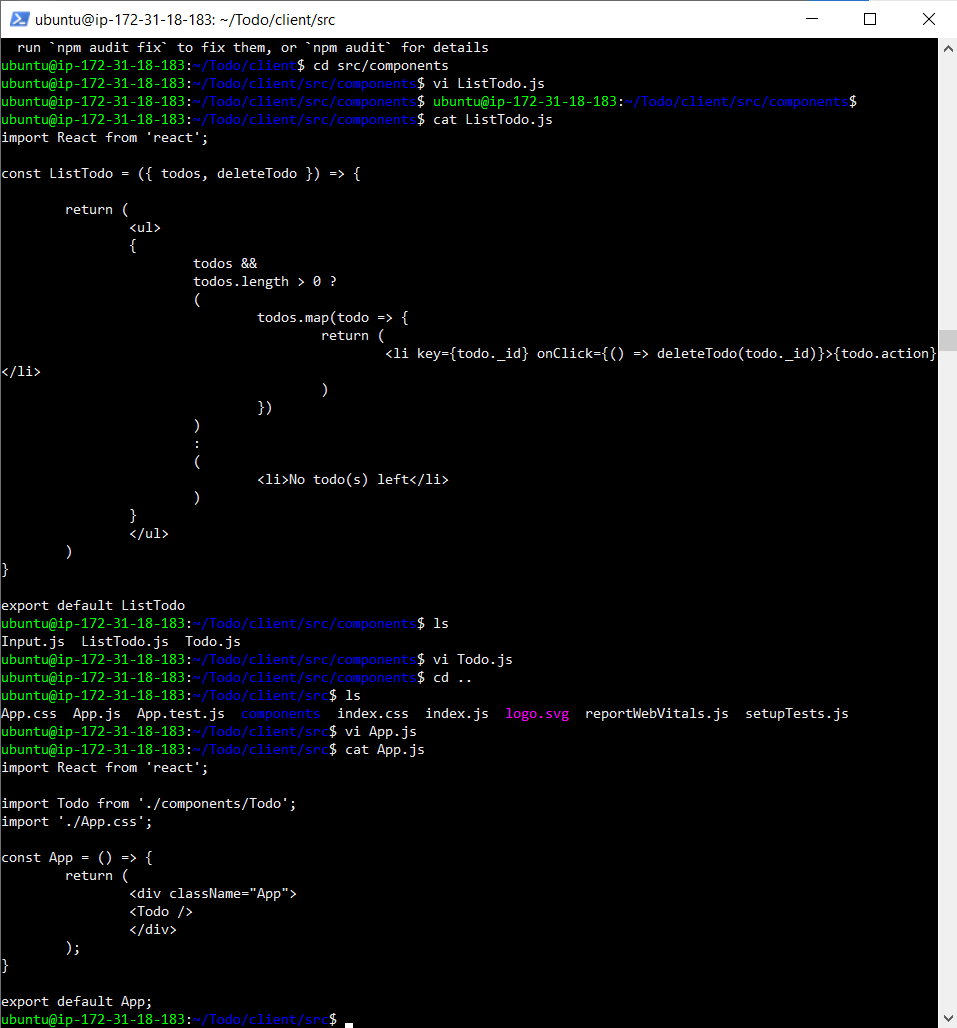 ubuntu@ip-172-31-18-183: ~/Todo/client/src
  run `npm audit fix` to fix them, or `npm audit` for details
ubuntu@ip-172-31-18-183:~/Todo/client$ cd src/components
ubuntu@ip-172-31-18-183:~/Todo/client/src/components$ vi ListTodo.js
ubuntu@ip-172-31-18-183:~/Todo/client/src/components$ ubuntu@ip-172-31-18-183:~/Todo/client/src/components$
ubuntu@ip-172-31-18-183:~/Todo/client/src/components$ cat ListTodo.js
import React from 'react';

const ListTodo = ({ todos, deleteTodo }) => {

        return (
                <ul>
                {
                        todos &&
                        todos.length > 0 ?
                        (
                                todos.map(todo => {
                                        return (
                                                <li key={todo._id} onClick={() => deleteTodo(todo._id)}>{todo.action}
</li>
                                        )
                                })
                        )
                        :
                        (
                                <li>No todo(s) left</li>
                        )
                }
                </ul>
        )
}

export default ListTodo
ubuntu@ip-172-31-18-183:~/Todo/client/src/components$ ls
Input.js  ListTodo.js  Todo.js
ubuntu@ip-172-31-18-183:~/Todo/client/src/components$ vi Todo.js
ubuntu@ip-172-31-18-183:~/Todo/client/src/components$ cd ..
ubuntu@ip-172-31-18-183:~/Todo/client/src$ ls
App.css  App.js  App.test.js  components  index.css  index.js  logo.svg  reportWebVitals.js  setupTests.js
ubuntu@ip-172-31-18-183:~/Todo/client/src$ vi App.js
ubuntu@ip-172-31-18-183:~/Todo/client/src$ cat App.js
import React from 'react';

import Todo from './components/Todo';
import './App.css';

const App = () => {
        return (
                <div className="App">
                <Todo />
                </div>
        );
}

export default App;
ubuntu@ip-172-31-18-183:~/Todo/client/src$